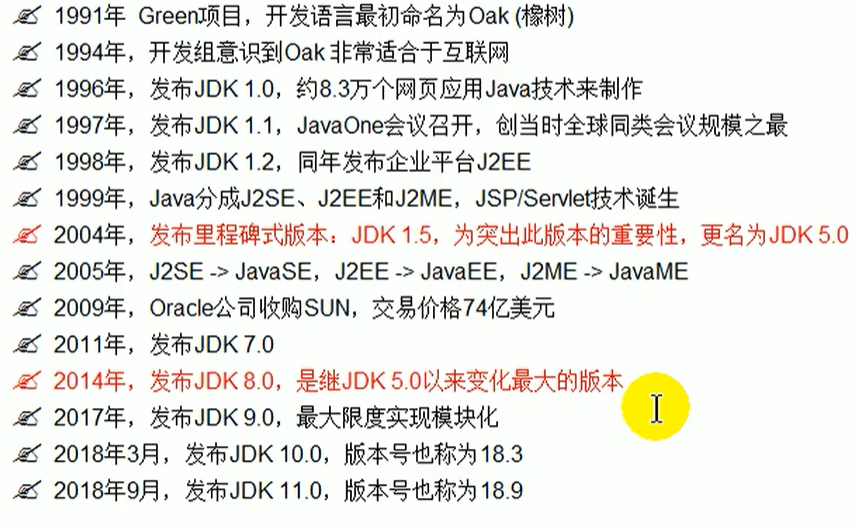 1991年 Green项目，开发语言最初命名为Oak (橡树)
1994年，开发组意识到Oak 非常适合于互联网
1996年，发布JDK 1.0，约8.3万个网页应用Java技术来制作
1997年，发布JDK 1.1，JavaOne会议召开，创当时全球同类会议规模之最
1998年，发布JDK 1.2，同年发布企业平台J2EE
1999年，Java分成J2SE、J2EE和J2ME，JSP/Servlet技术诞生
2004年，发布里程碑式版本：JDK 1.5，为突出此版本的重要性，更名为JDK 5.0
2005年，J2SE -> JavaSE，J2EE -> JavaEE，J2ME -> JavaME
2009年，Oracle公司收购SUN，交易价格74亿美元
2011年，发布JDK 7.0
2014年，发布JDK 8.0，是继JDK 5.0以来变化最大的版本
2017年，发布JDK 9.0，最大限度实现模块化
2018年3月，发布JDK 10.0，版本号也称为18.3
2018年9月，发布JDK 11.0，版本号也称为18.9